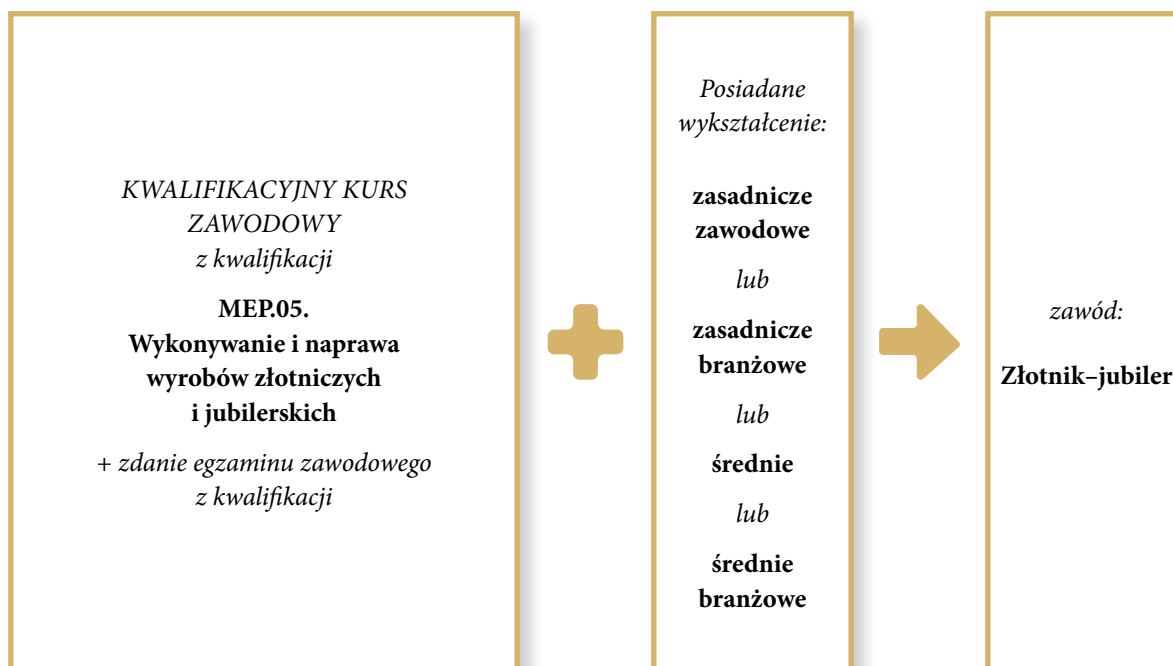 KWALIFIKACYJNY KURS
ZAWODOWY
z kwalifikacji
MEP.05.
Wykonywanie i naprawa
wyrobów złotniczych
i jubilerskich
+ zdanie egzaminu zawodowego
z kwalifikacji
Posiadane
wykształcenie:
zasadnicze
zawodowe
lub
zasadnicze
branżowe
lub
średnie
lub
średnie
branżowe
zawód:
Złotnik–jubiler